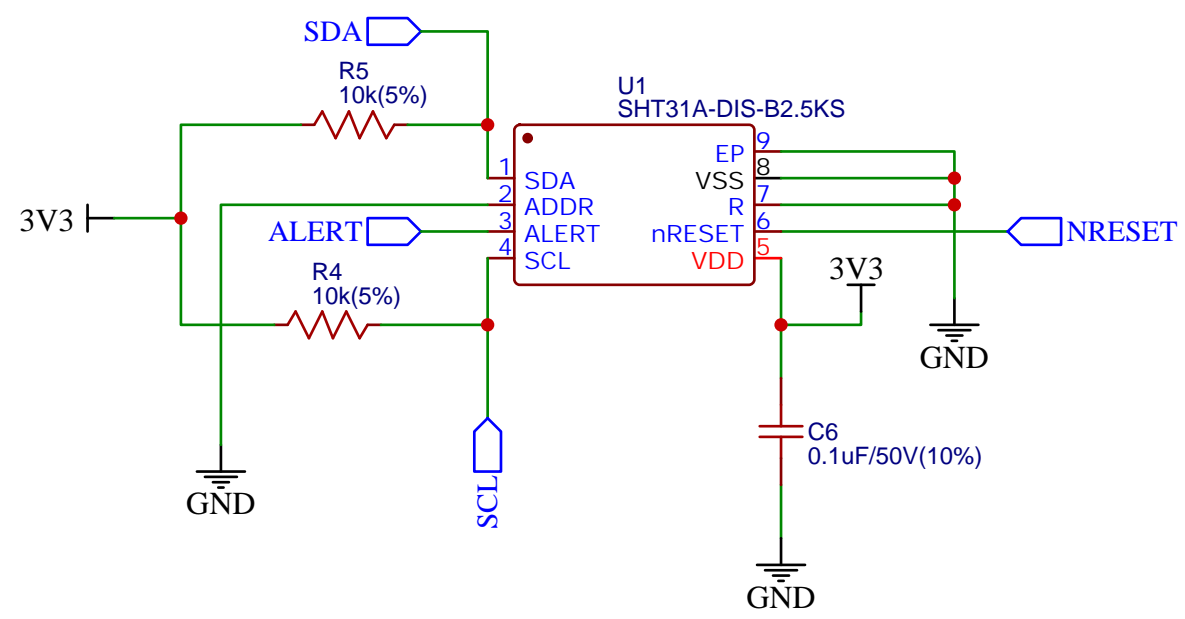 SDA
R5
10k(5%)
U1
SHT31A-DIS-B2.5KS
1
SDA
2
ADDR
3
ALERT
4
SCL
EP
9
VSS
8
R
7
nRESET
6
VDD
5
3V3
ALERT
NRESET
R4
10k(5%)
3V3
GND
C6
0.1uF/50V(10%)
GND
SCL
GND